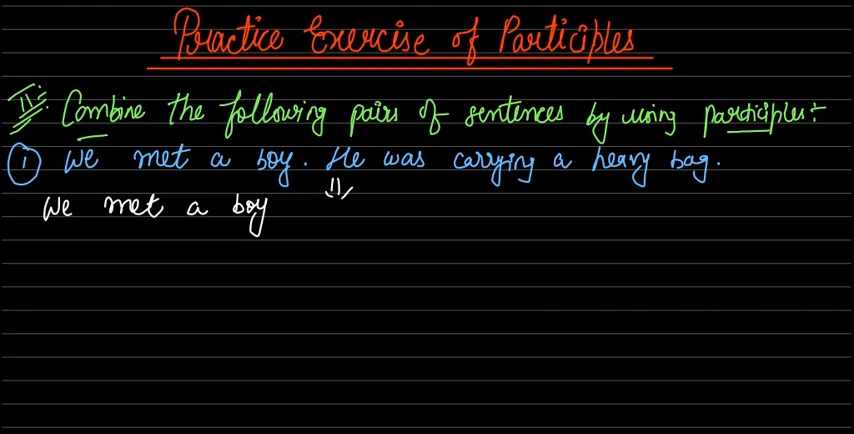 Practice Exercise of Participles
II:- Combine the following pairs of sentences by using participles:-
① We met a boy. He was carrying a heavy bag.
We met a boy